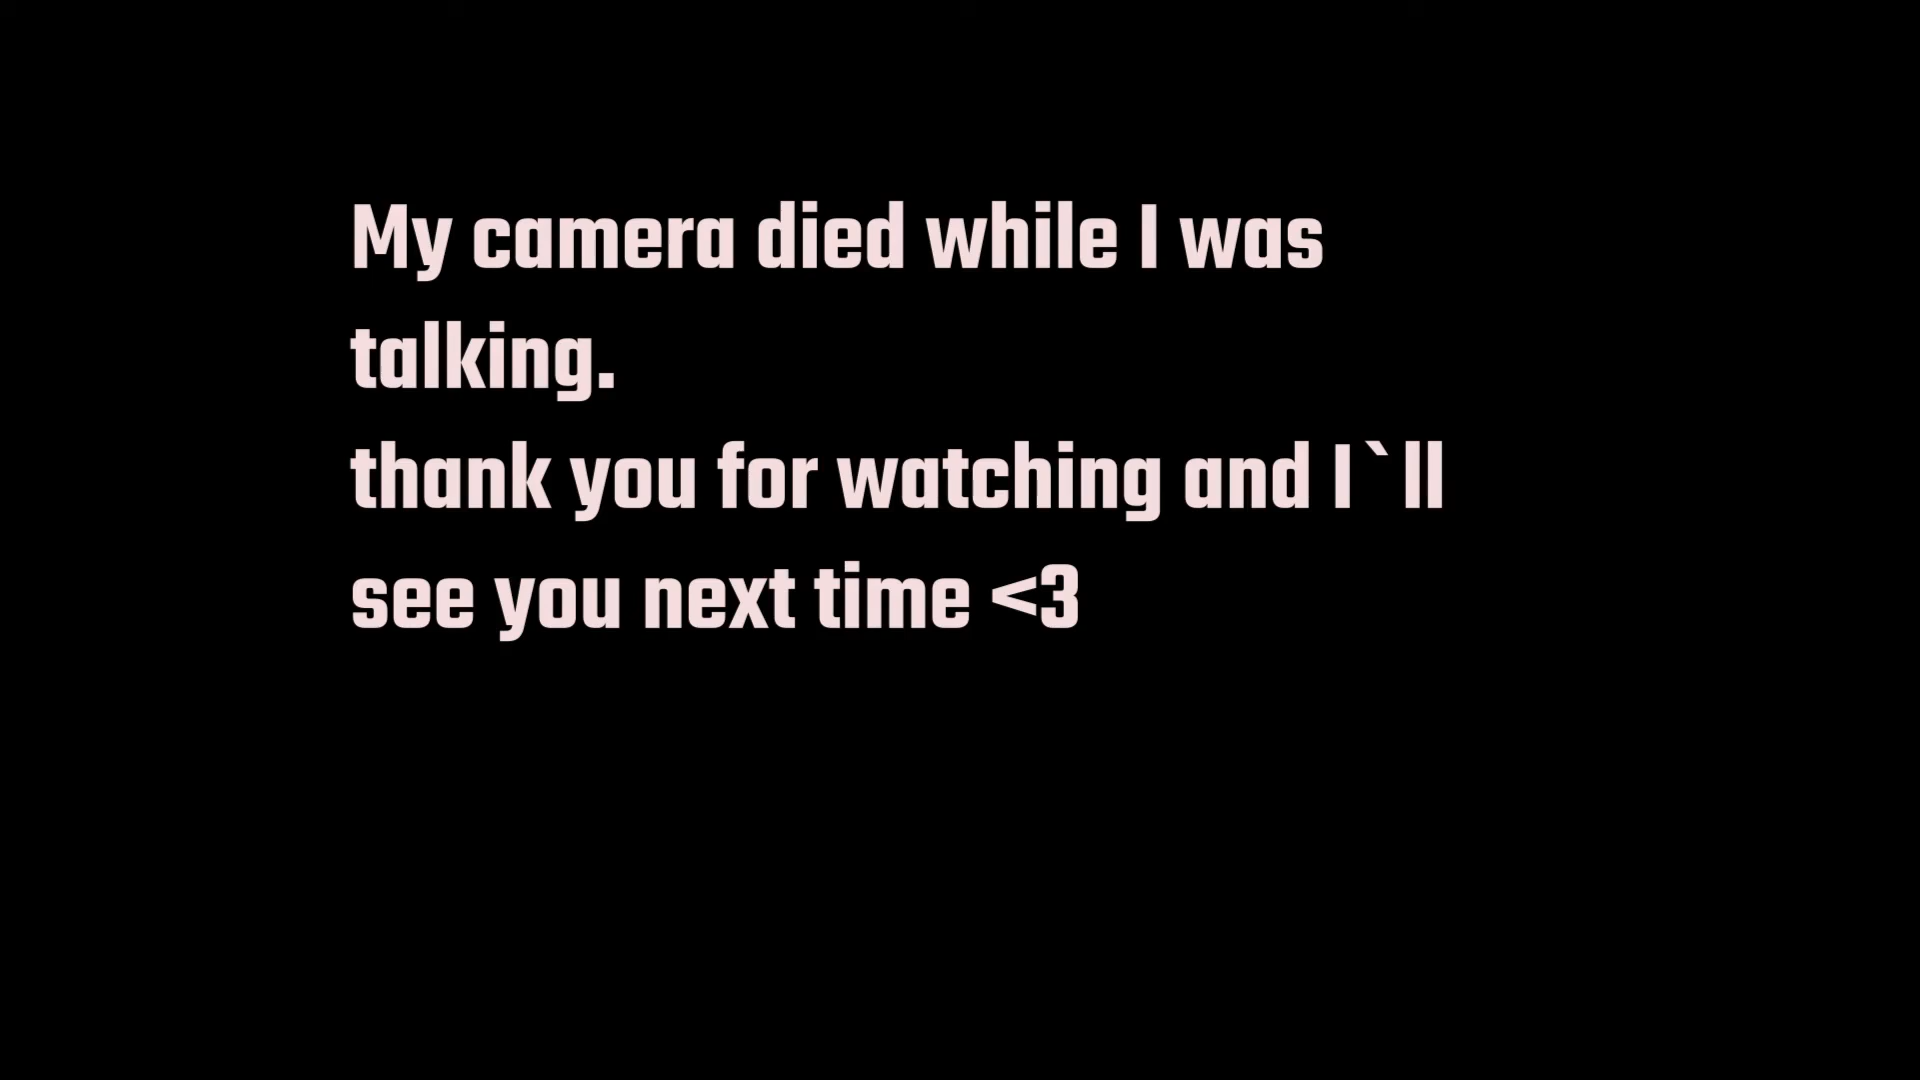 My camera died while I was
talking.
thank you for watching and I`ll
see you next time <3